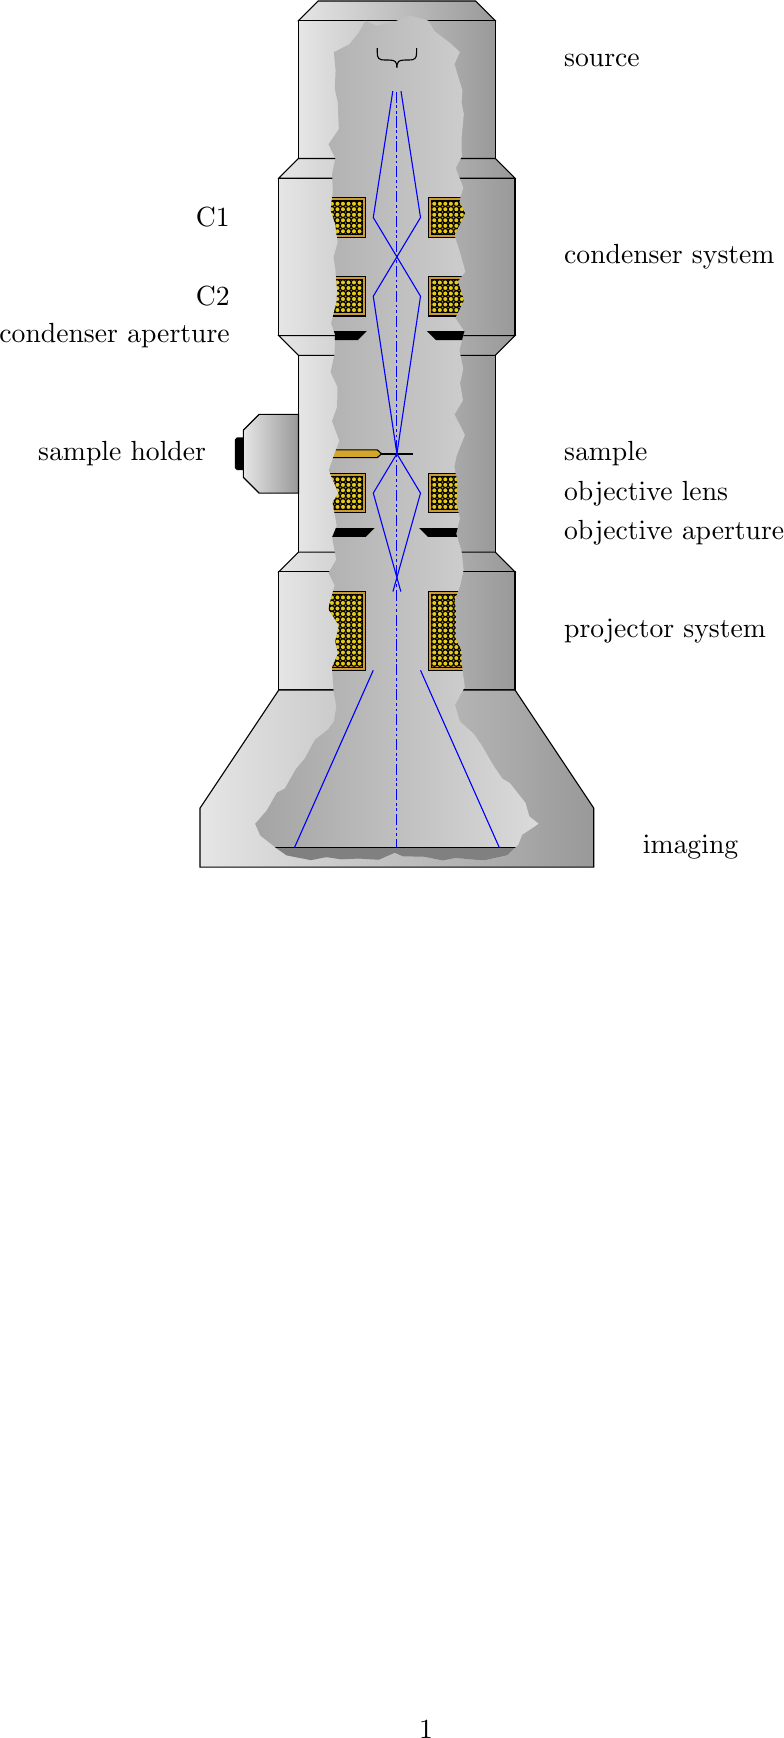 source
C1
condenser system
C2
condenser aperture
sample holder
sample
objective lens
objective aperture
projector system
imaging
1